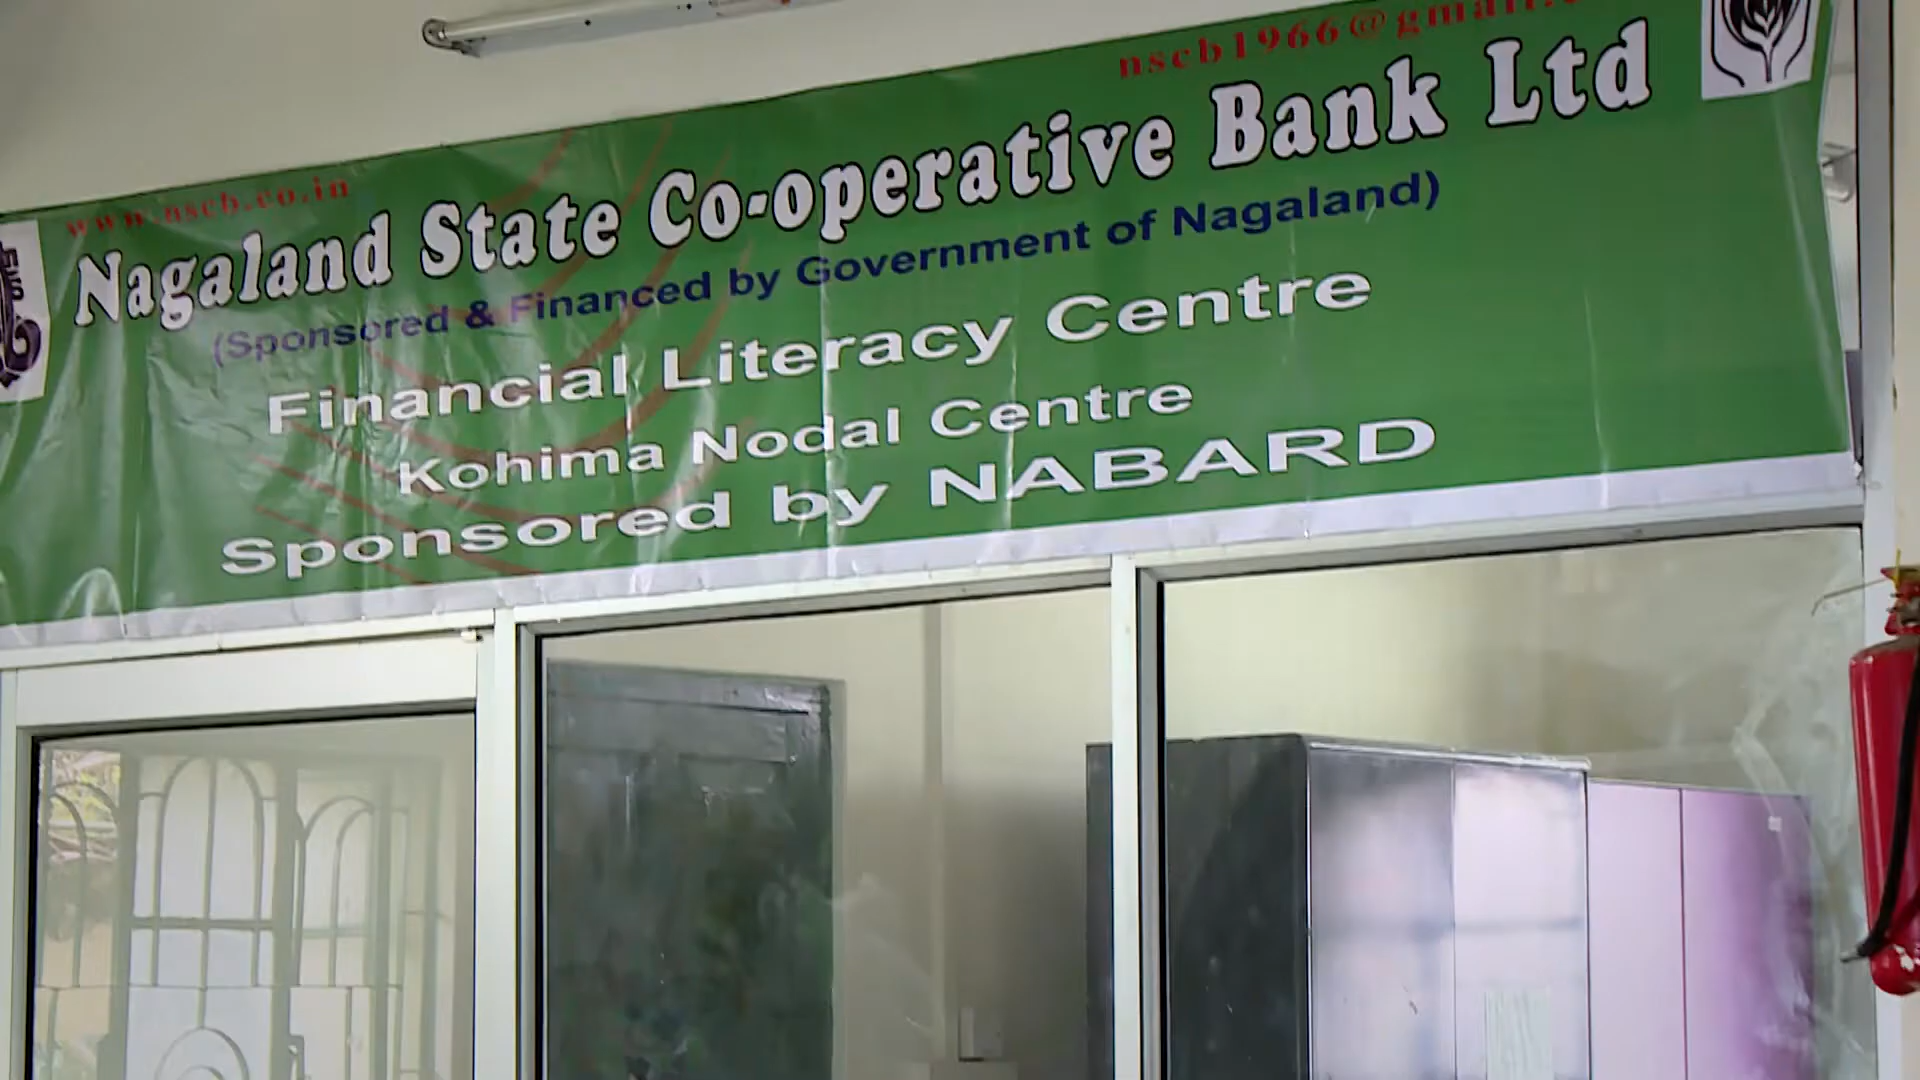 nscb1966@gmail.
www.nscb.co.in
Nagaland State Co-operative Bank Ltd
(Sponsored & Financed by Government of Nagaland)
Financial Literacy Centre
Kohima Nodal Centre
Sponsored by NABARD